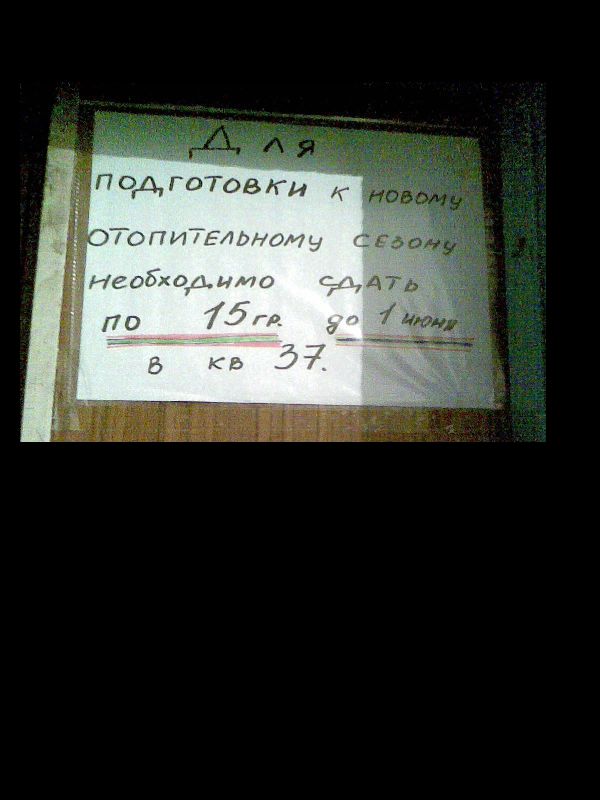 Для
подготовки к новому
отопительному сезону
необходимо сдать
по 15 гр. до 1 июня
в кв 37.